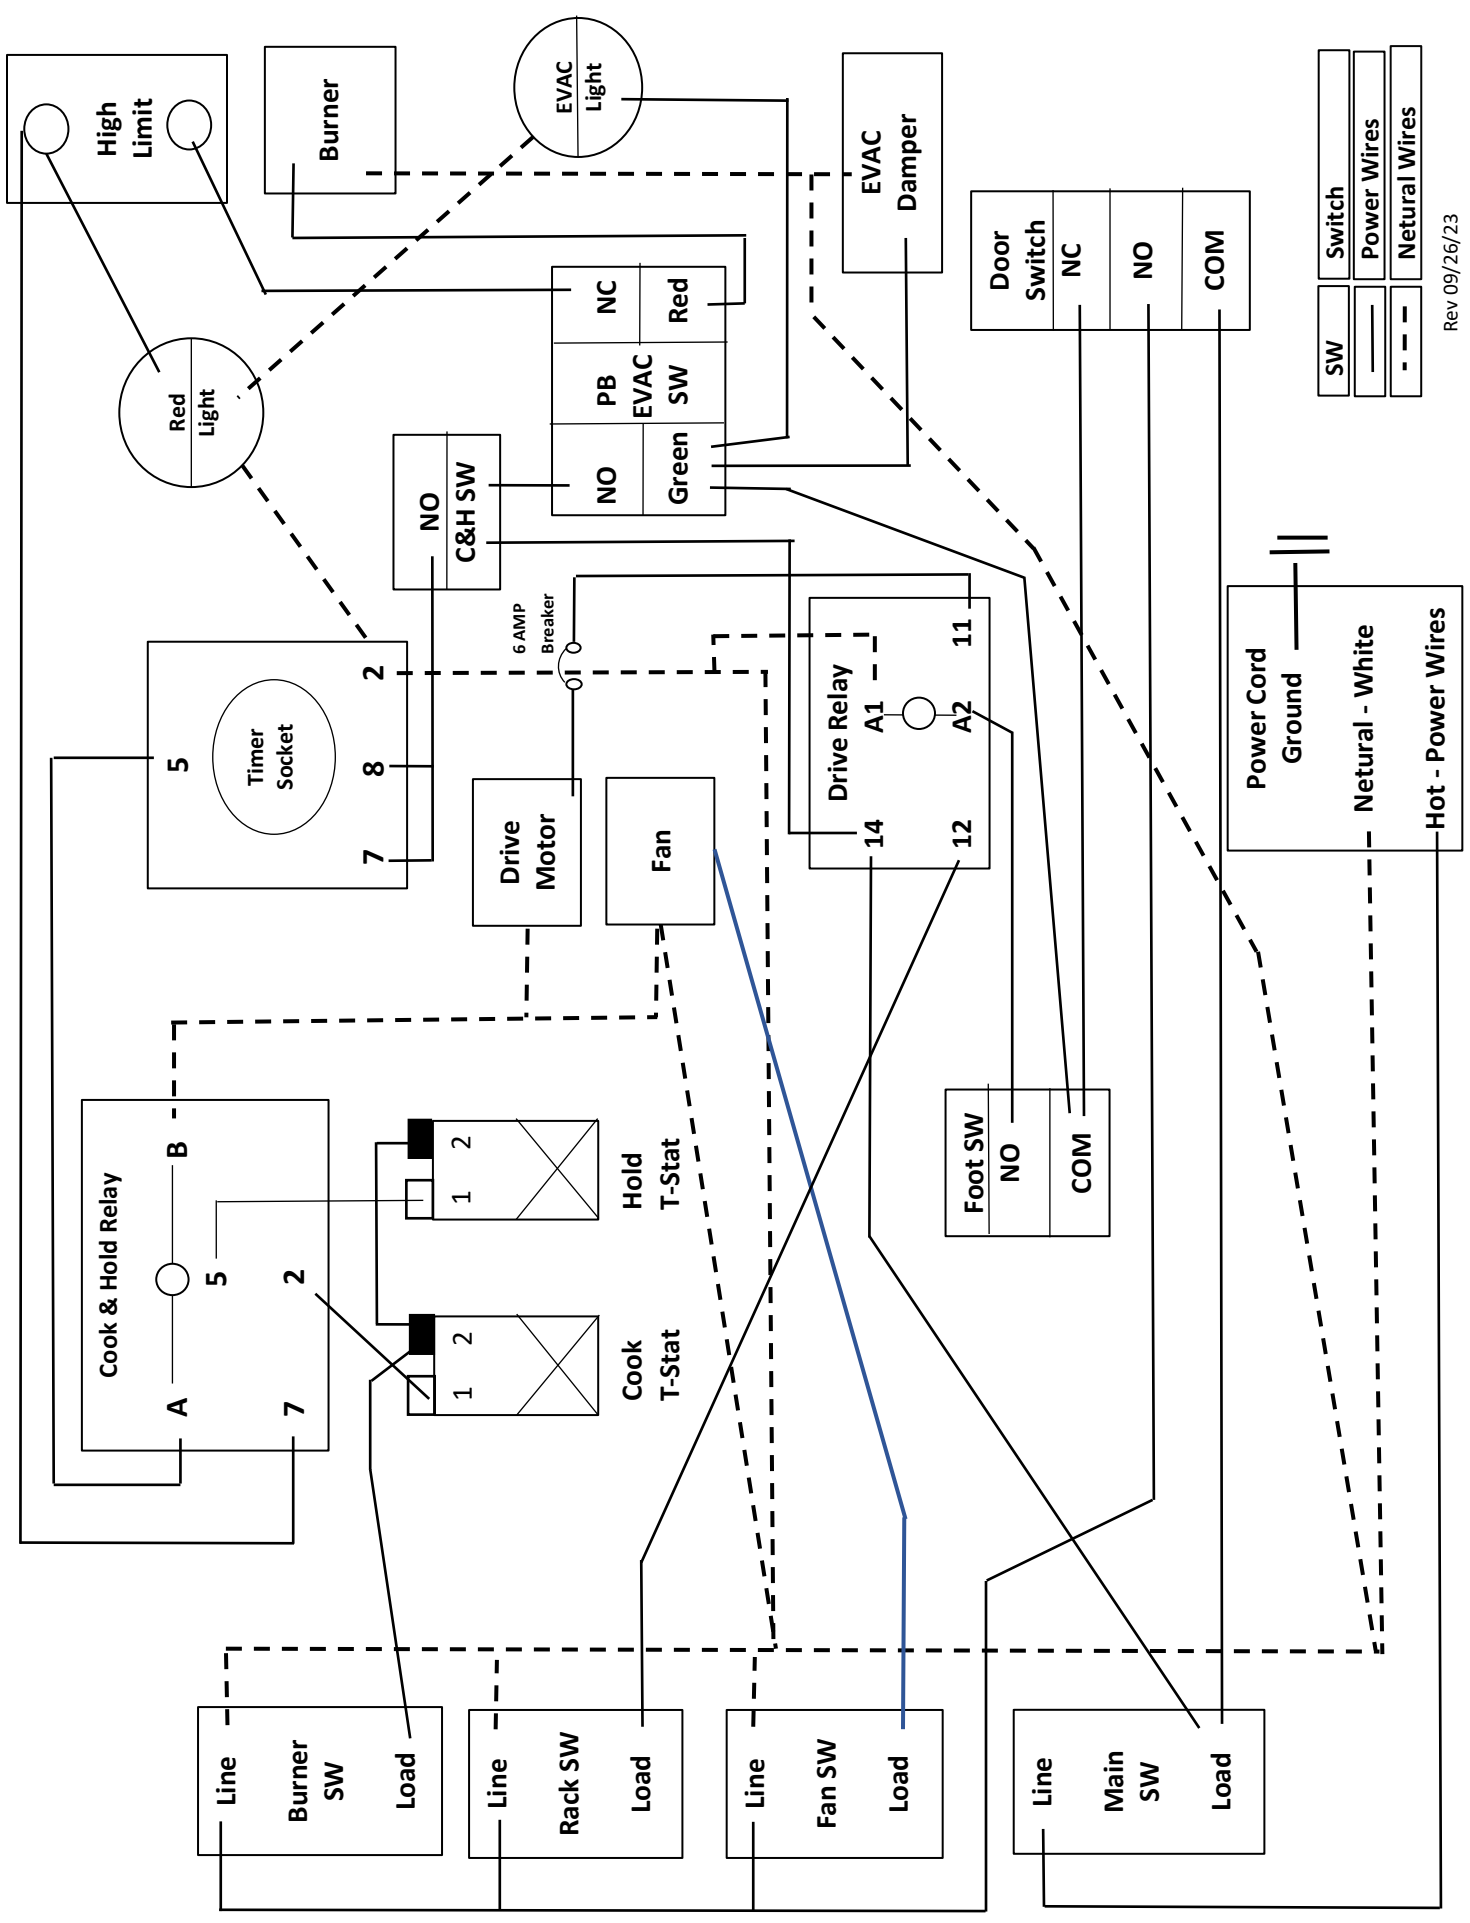 Line
Burner
SW
Load
Line
Rack SW
Load
Line
Fan SW
Load
Line
Main
SW
Load
Cook & Hold Relay
A
B
5
7
2
1
2
Cook
T-Stat
1
2
Hold
T-Stat
Foot SW
NO
COM
5
Timer
Socket
7
8
2
Drive
Motor
Fan
6 AMP
Breaker
Drive Relay
14
A1
12
A2
11
Power Cord
Ground
Netural - White
Hot - Power Wires
Red
Light
NO
C&H SW
NO
Green
PB
EVAC
SW
NC
Red
High
Limit
Burner
EVAC
Light
EVAC
Damper
Door
Switch
NC
NO
COM
SW
Switch
Power Wires
Netural Wires
Rev 09/26/23